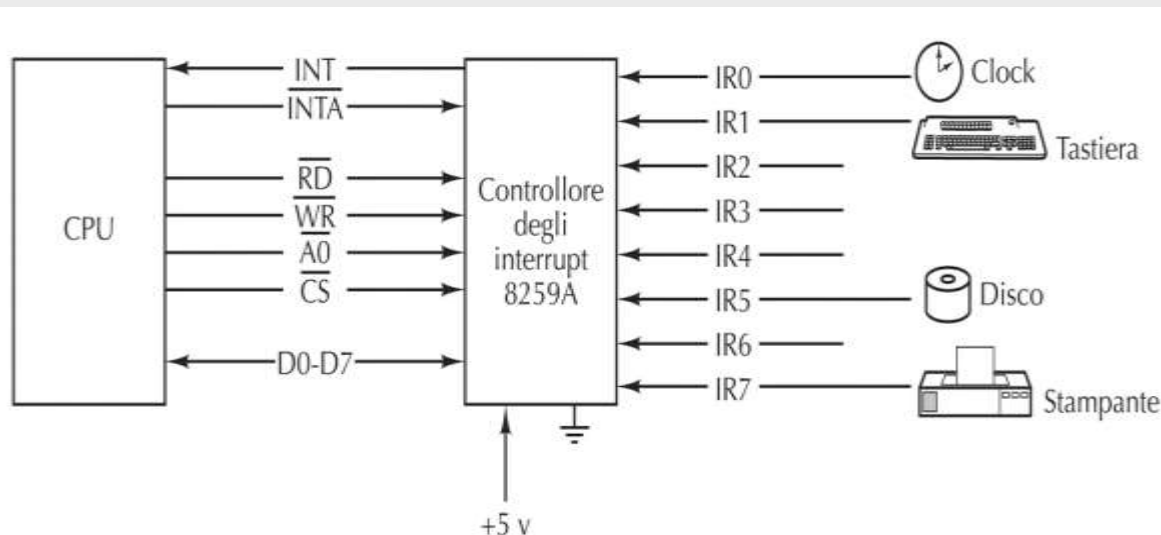 CPU
INT
INTA
RD
WR
A0
CS
D0-D7
Controllore
degli
interrupt
8259A
+5 v
IR0
IR1
IR2
IR3
IR4
IR5
IR6
IR7
Clock
Tastiera
Disco
Stampante